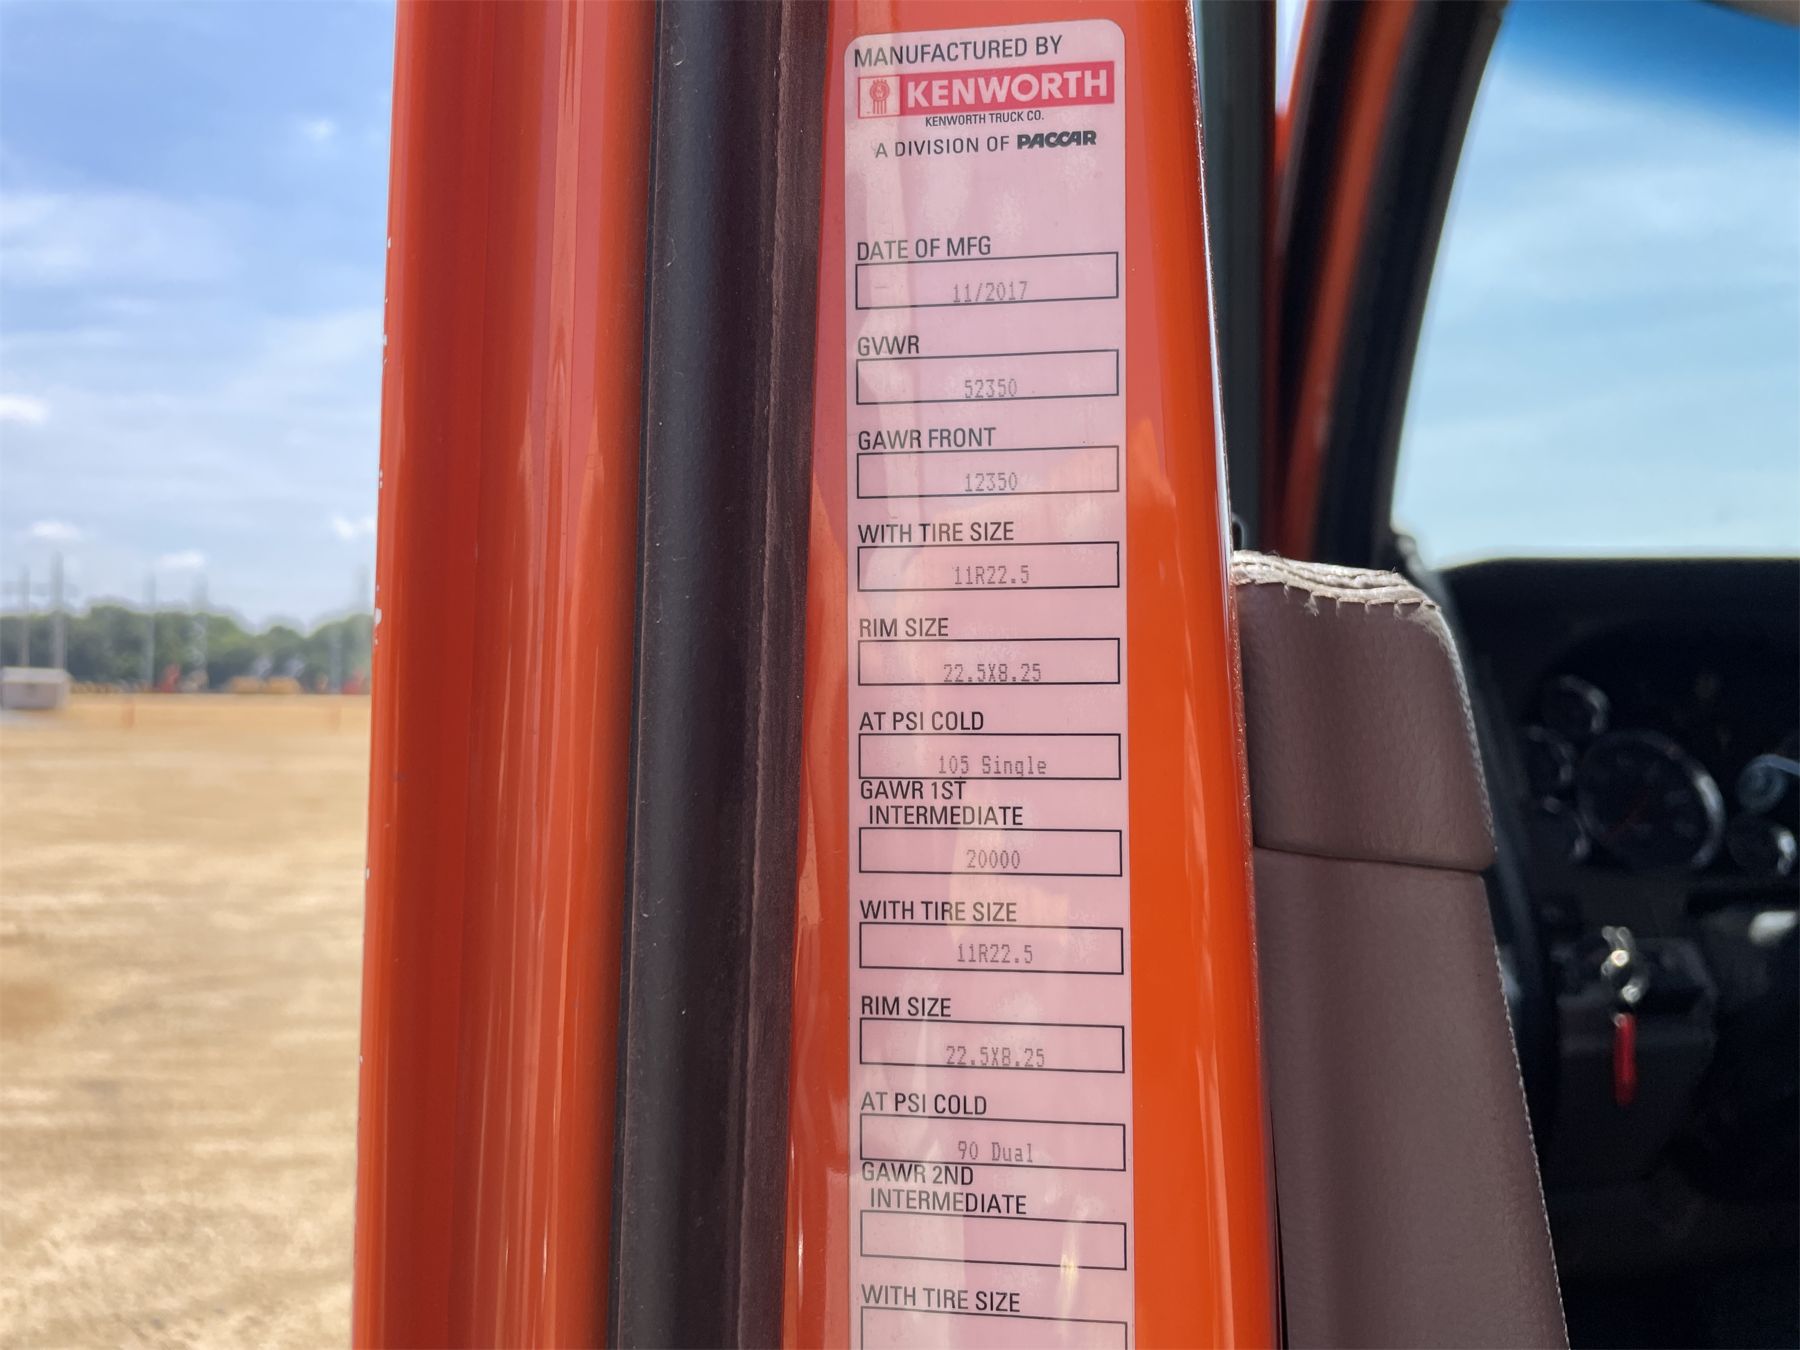 MANUFACTURED BY
KENWORTH
KENWORTH TRUCK CO.
A DIVISION OF PACCAR
DATE OF MFG
11/2017
GVWR
52350
GAWR FRONT
12350
WITH TIRE SIZE
11R22.5
RIM SIZE
22.5X8.25
AT PSI COLD
105 Single
GAWR 1ST
INTERMEDIATE
20000
WITH TIRE SIZE
11R22.5
RIM SIZE
22.5X8.25
AT PSI COLD
90 Dual
GAWR 2ND
INTERMEDIATE
WITH TIRE SIZE